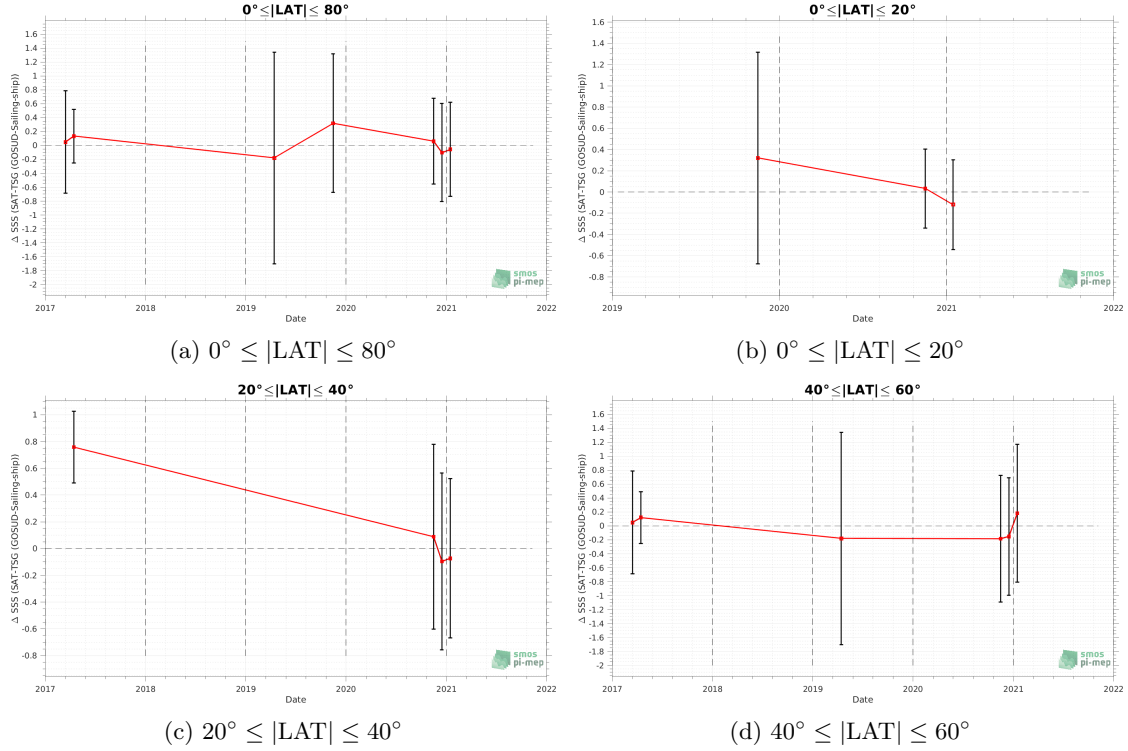 0°≤|LAT|≤ 80°
1.6
1.4
1.2
1
0.8
0.6
0.4
0.2
0
-0.2
-0.4
-0.6
-0.8
-1
-1.2
-1.4
-1.6
-1.8
-2
Δ SSS (SAT-TSG (GOSUD-Sailing-ship))
smos
pi-mep
2017 2018 2019 2020 2021 2022
Date
(a) 0° ≤ |LAT| ≤ 80°
0°≤|LAT|≤ 20°
1.6
1.4
1.2
1
0.8
0.6
0.4
0.2
0
-0.2
-0.4
-0.6
-0.8
Δ SSS (SAT-TSG (GOSUD-Sailing-ship))
smos
pi-mep
2019 2020 2021 2022
Date
(b) 0° ≤ |LAT| ≤ 20°
20°≤|LAT|≤ 40°
1
0.8
0.6
0.4
0.2
0
-0.2
-0.4
-0.6
-0.8
Δ SSS (SAT-TSG (GOSUD-Sailing-ship))
smos
pi-mep
2017 2018 2019 2020 2021 2022
Date
(c) 20° ≤ |LAT| ≤ 40°
40°≤|LAT|≤ 60°
1.6
1.4
1.2
1
0.8
0.6
0.4
0.2
0
-0.2
-0.4
-0.6
-0.8
-1
-1.2
-1.4
-1.6
-1.8
-2
Δ SSS (SAT-TSG (GOSUD-Sailing-ship))
smos
pi-mep
2017 2018 2019 2020 2021 2022
Date
(d) 40° ≤ |LAT| ≤ 60°